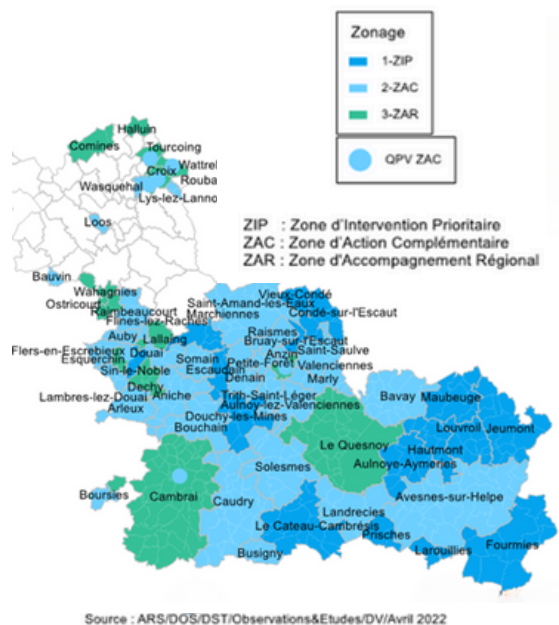 Zonage
1-ZIP
2-ZAC
3-ZAR
QPV ZAC
ZIP : Zone d'Intervention Prioritaire
ZAC : Zone d'Action Complémentaire
ZAR : Zone d'Accompagnement Régional
Halluin
Comines
Tourcoing
Wattrel
Croix
Rouba
Wasquehal
Lys-lez-Lanno
Loos
Bauvin
Wahagnies
Ostricourt
Raimbeaucourt
Flines-lez-Raches
Vieux-Condé
Saint-Amand-les-Eaux
Condé-sur-l'Escaut
Marchiennes
Raismes
Bruay-sur-l'Escaut
Auby
Lallaing
Flers-en-Escrebieux
Douai
Esquerchin
Sin-le-Noble
Somain
Escaudain
Anzin
Saint-Saulve
Petite-Forêt
Valenciennes
Denain
Marly
Dechy
Lambres-lez-Douai
Aniche
Arleux
Trith-Saint-Léger
Aulnoy-lez-Valenciennes
Douchy-les-Mines
Bouchain
Bavay
Maubeuge
Louvroil
Jeumont
Le Quesnoy
Hautmont
Aulnoye-Aymeries
Solesmes
Boursies
Cambrai
Caudry
Avesnes-sur-Helpe
Landrecies
Le Cateau-Cambrésis
Prisches
Busigny
Larouillies
Fourmies
Source : ARS/DOS/DST/Observations&Etudes/DV/Avril 2022